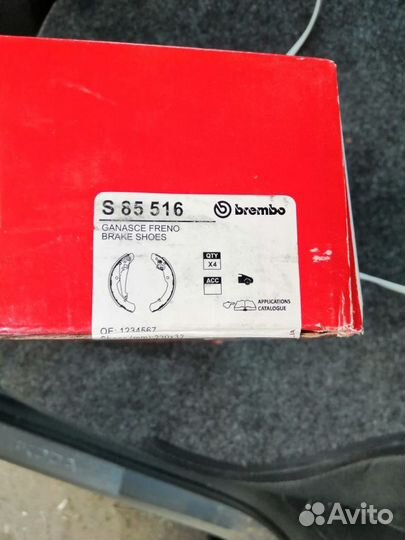 S 85 516
brembo
GANASCE FRENO
BRAKE SHOES
QTY
X4
ACC
APPLICATIONS
CATALOGUE
OE: 1234567
Avito